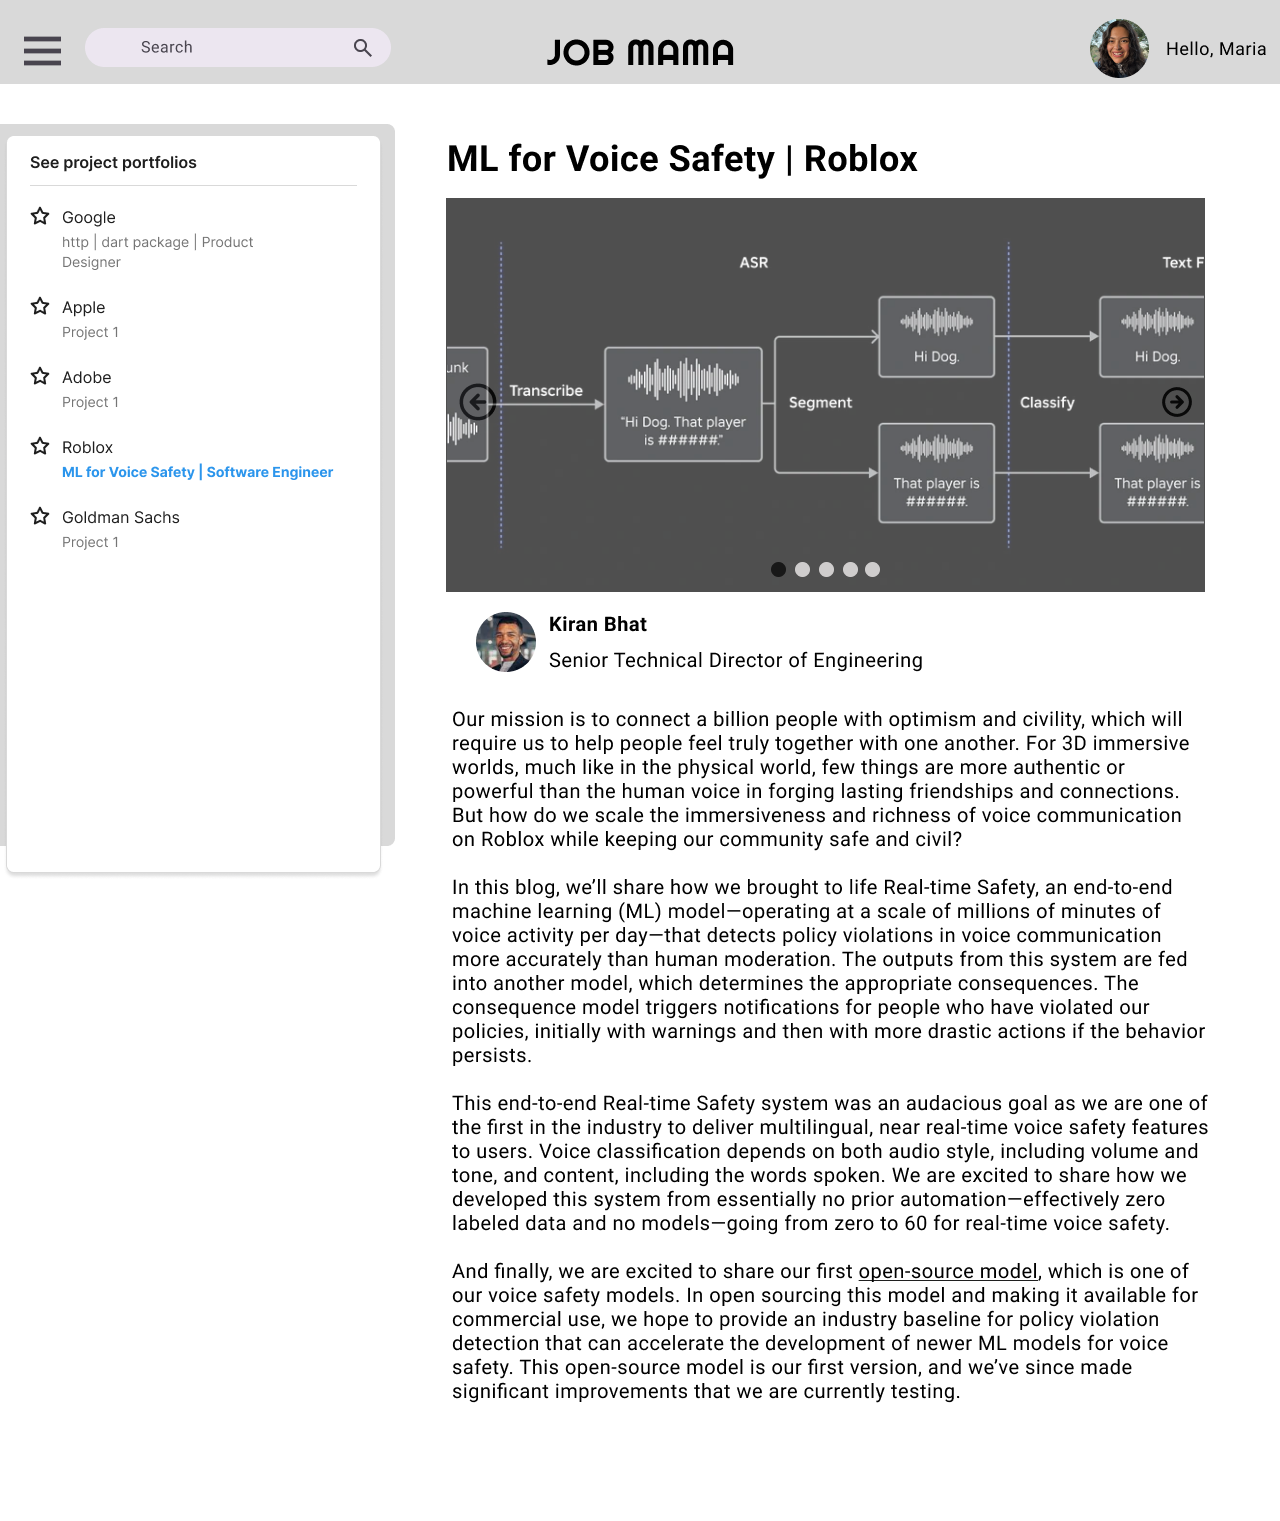 Search
JOB MAMA
Hello, Maria
See project portfolios
Google
http | dart package | Product
Designer
Apple
Project 1
Adobe
Project 1
Roblox
ML for Voice Safety | Software Engineer
Goldman Sachs
Project 1
ML for Voice Safety | Roblox
ASR
Text F
Hi Dog.
Hi Dog.
unk
Transcribe
"Hi Dog. That player
is ######."
Segment
Classify
That player is
######.
That player is
######.
Kiran Bhat
Senior Technical Director of Engineering
Our mission is to connect a billion people with optimism and civility, which will
require us to help people feel truly together with one another. For 3D immersive
worlds, much like in the physical world, few things are more authentic or
powerful than the human voice in forging lasting friendships and connections.
But how do we scale the immersiveness and richness of voice communication
on Roblox while keeping our community safe and civil?
In this blog, we’ll share how we brought to life Real-time Safety, an end-to-end
machine learning (ML) model—operating at a scale of millions of minutes of
voice activity per day—that detects policy violations in voice communication
more accurately than human moderation. The outputs from this system are fed
into another model, which determines the appropriate consequences. The
consequence model triggers notifications for people who have violated our
policies, initially with warnings and then with more drastic actions if the behavior
persists.
This end-to-end Real-time Safety system was an audacious goal as we are one of
the first in the industry to deliver multilingual, near real-time voice safety features
to users. Voice classification depends on both audio style, including volume and
tone, and content, including the words spoken. We are excited to share how we
developed this system from essentially no prior automation—effectively zero
labeled data and no models—going from zero to 60 for real-time voice safety.
And finally, we are excited to share our first open-source model, which is one of
our voice safety models. In open sourcing this model and making it available for
commercial use, we hope to provide an industry baseline for policy violation
detection that can accelerate the development of newer ML models for voice
safety. This open-source model is our first version, and we’ve since made
significant improvements that we are currently testing.